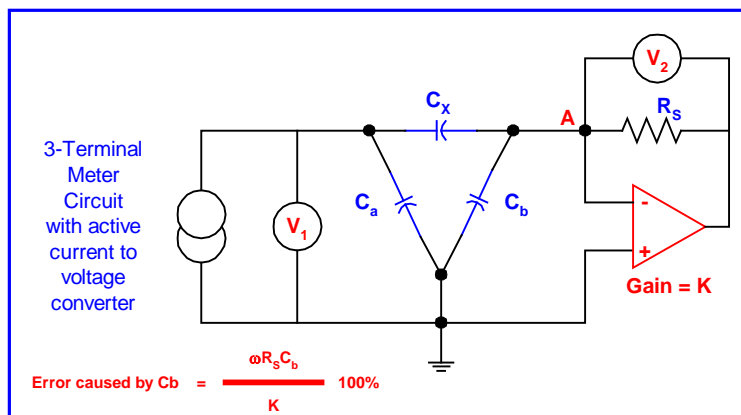 3-Terminal
Meter
Circuit
with active
current to
voltage
converter
V1
CX
Ca
Cb
A
V2
RS
-
+
Gain = K
Error caused by Cb = ωRSCb 100%
K